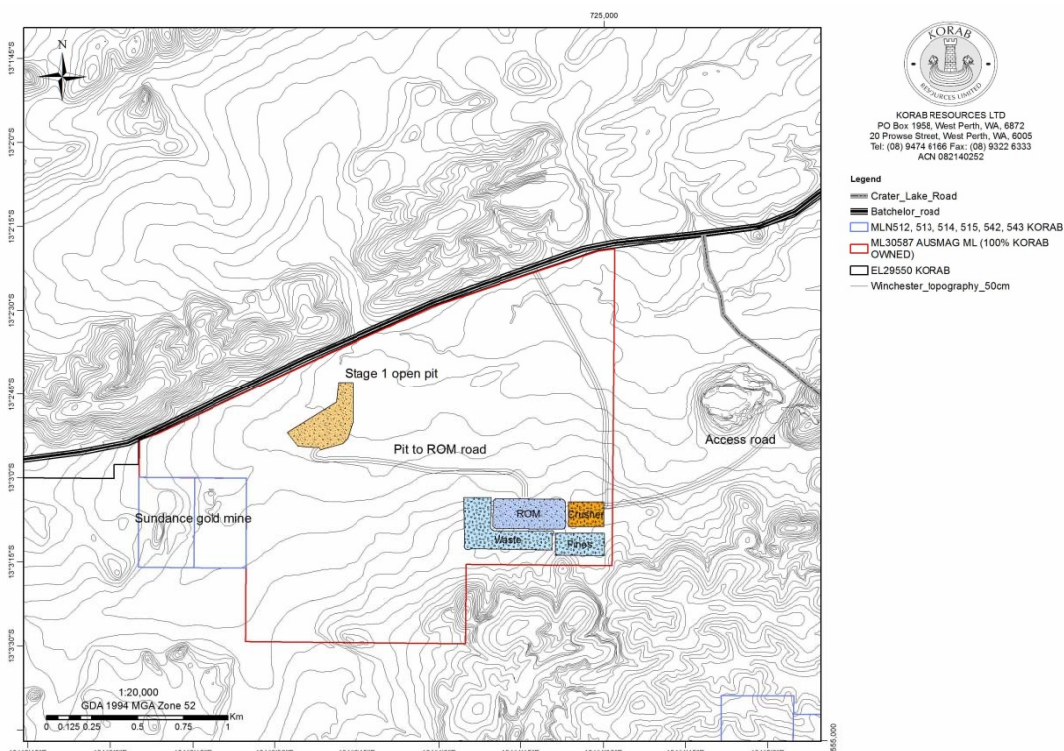 725,000
13°1'45"S
13°2'0"S
13°2'15"S
13°2'30"S
13°2'45"S
13°3'0"S
13°3'15"S
13°3'30"S
N
Stage 1 open pit
Pit to ROM road
Access road
Sundance gold mine
ROM
Crusher
Waste
Fines
1:20,000
GDA 1994 MGA Zone 52
0 0.125 0.25 0.5 0.75 1
Km
KORAB
RESOURCES LIMITED
KORAB RESOURCES LTD
PO Box 1958, West Perth, WA, 6872
20 Prowse Street, West Perth, WA, 6005
Tel: (08) 9474 6166 Fax: (08) 9322 6333
ACN 082140252
Legend
Crater_Lake_Road
Batchelor_road
MLN512, 513, 514, 515, 542, 543 KORAB
ML30587 AUSMAG ML (100% KORAB
OWNED)
EL29550 KORAB
Winchester_topography_50cm